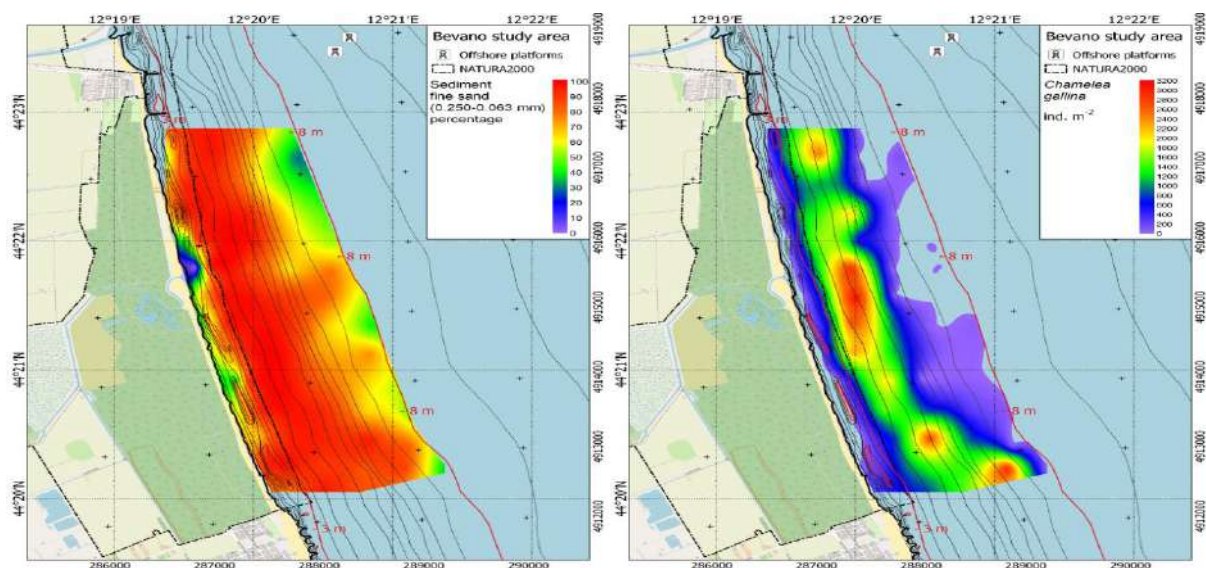 12°19'E 12°20'E 12°21'E 12°22'E
Bevano study area
Offshore platforms
NATURA2000
Sediment
fine sand
(0.250-0.063 mm)
percentage
100
90
80
70
60
50
40
30
20
10
0
44°23'N
44°22'N
44°21'N
44°20'N
4919000
4918000
4917000
4916000
4915000
4914000
4913000
4912000
-3 m
-8 m
-8 m
-8 m
-3 m
286000 287000 288000 289000 290000
12°19'E 12°20'E 12°21'E 12°22'E
Bevano study area
Offshore platforms
NATURA2000
Chamelea
gallina
ind. m-2
3200
3000
2800
2600
2400
2200
2000
1800
1600
1400
1200
1000
800
600
400
200
0
44°23'N
44°22'N
44°21'N
44°20'N
4919000
4918000
4917000
4916000
4915000
4914000
4913000
4912000
-3 m
-8 m
-8 m
-8 m
-3 m
286000 287000 288000 289000 290000